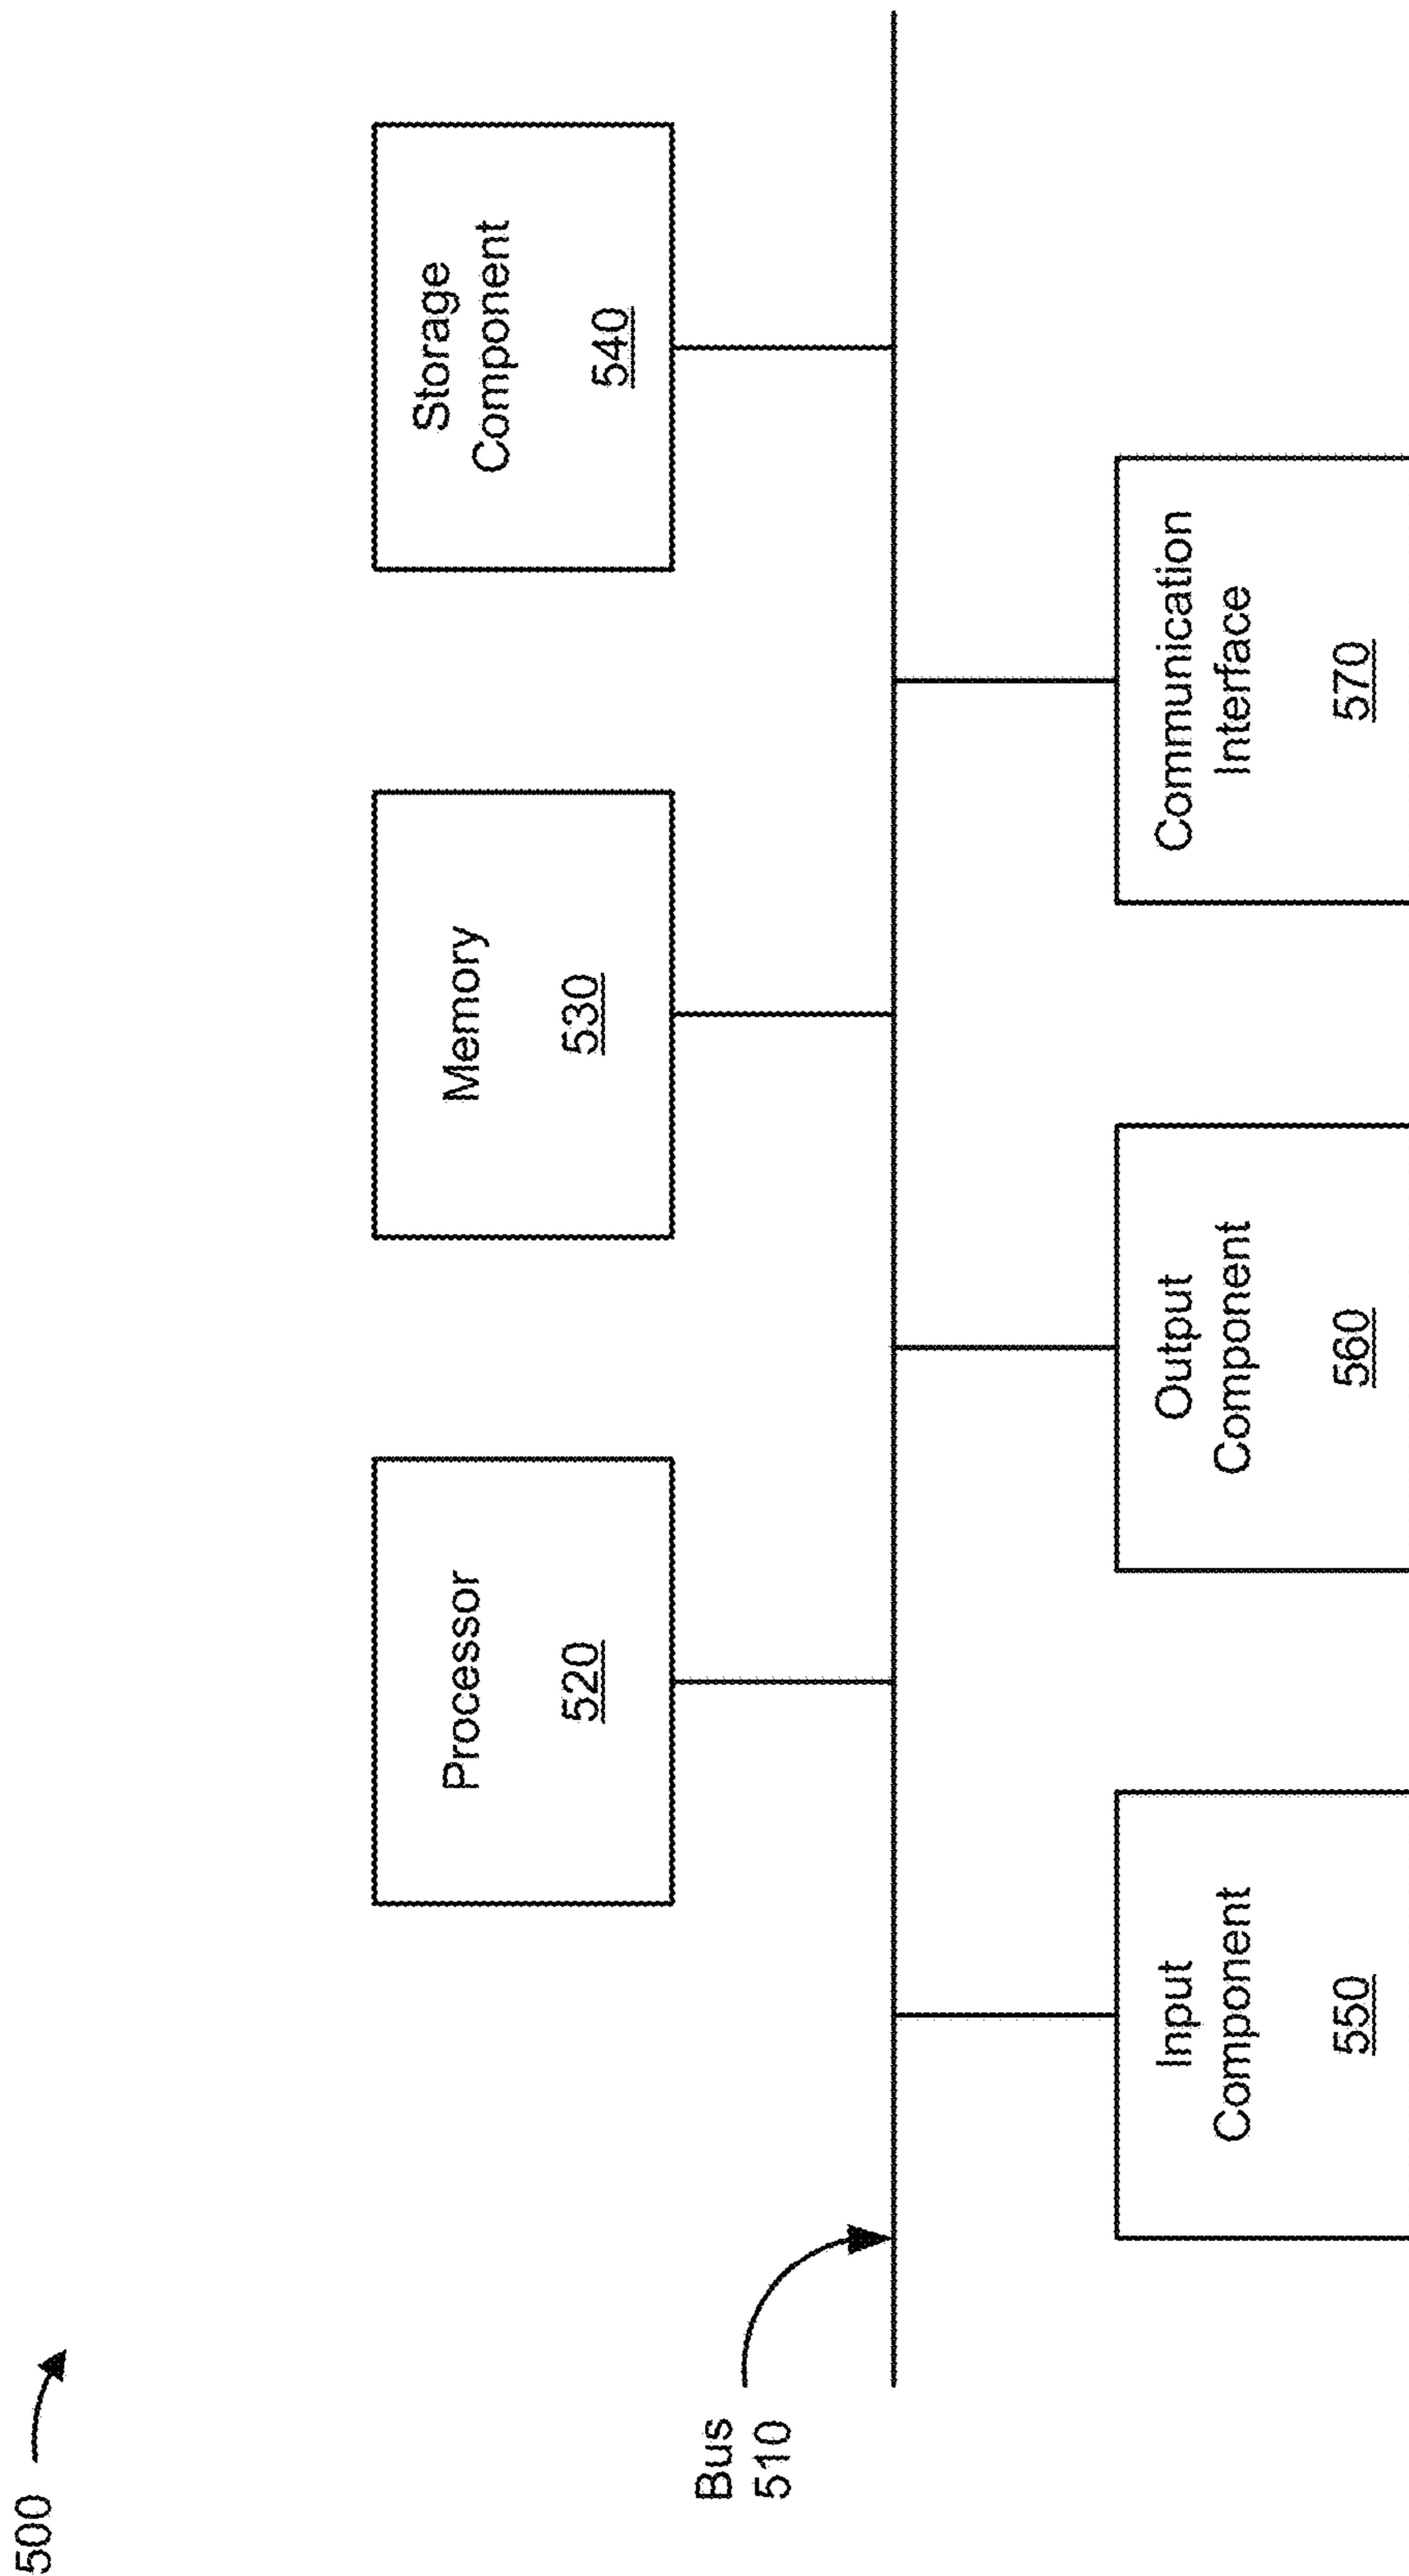 500
Processor
520
Memory
530
Storage
Component
540
Bus
510
Input
Component
550
Output
Component
560
Communication
Interface
570